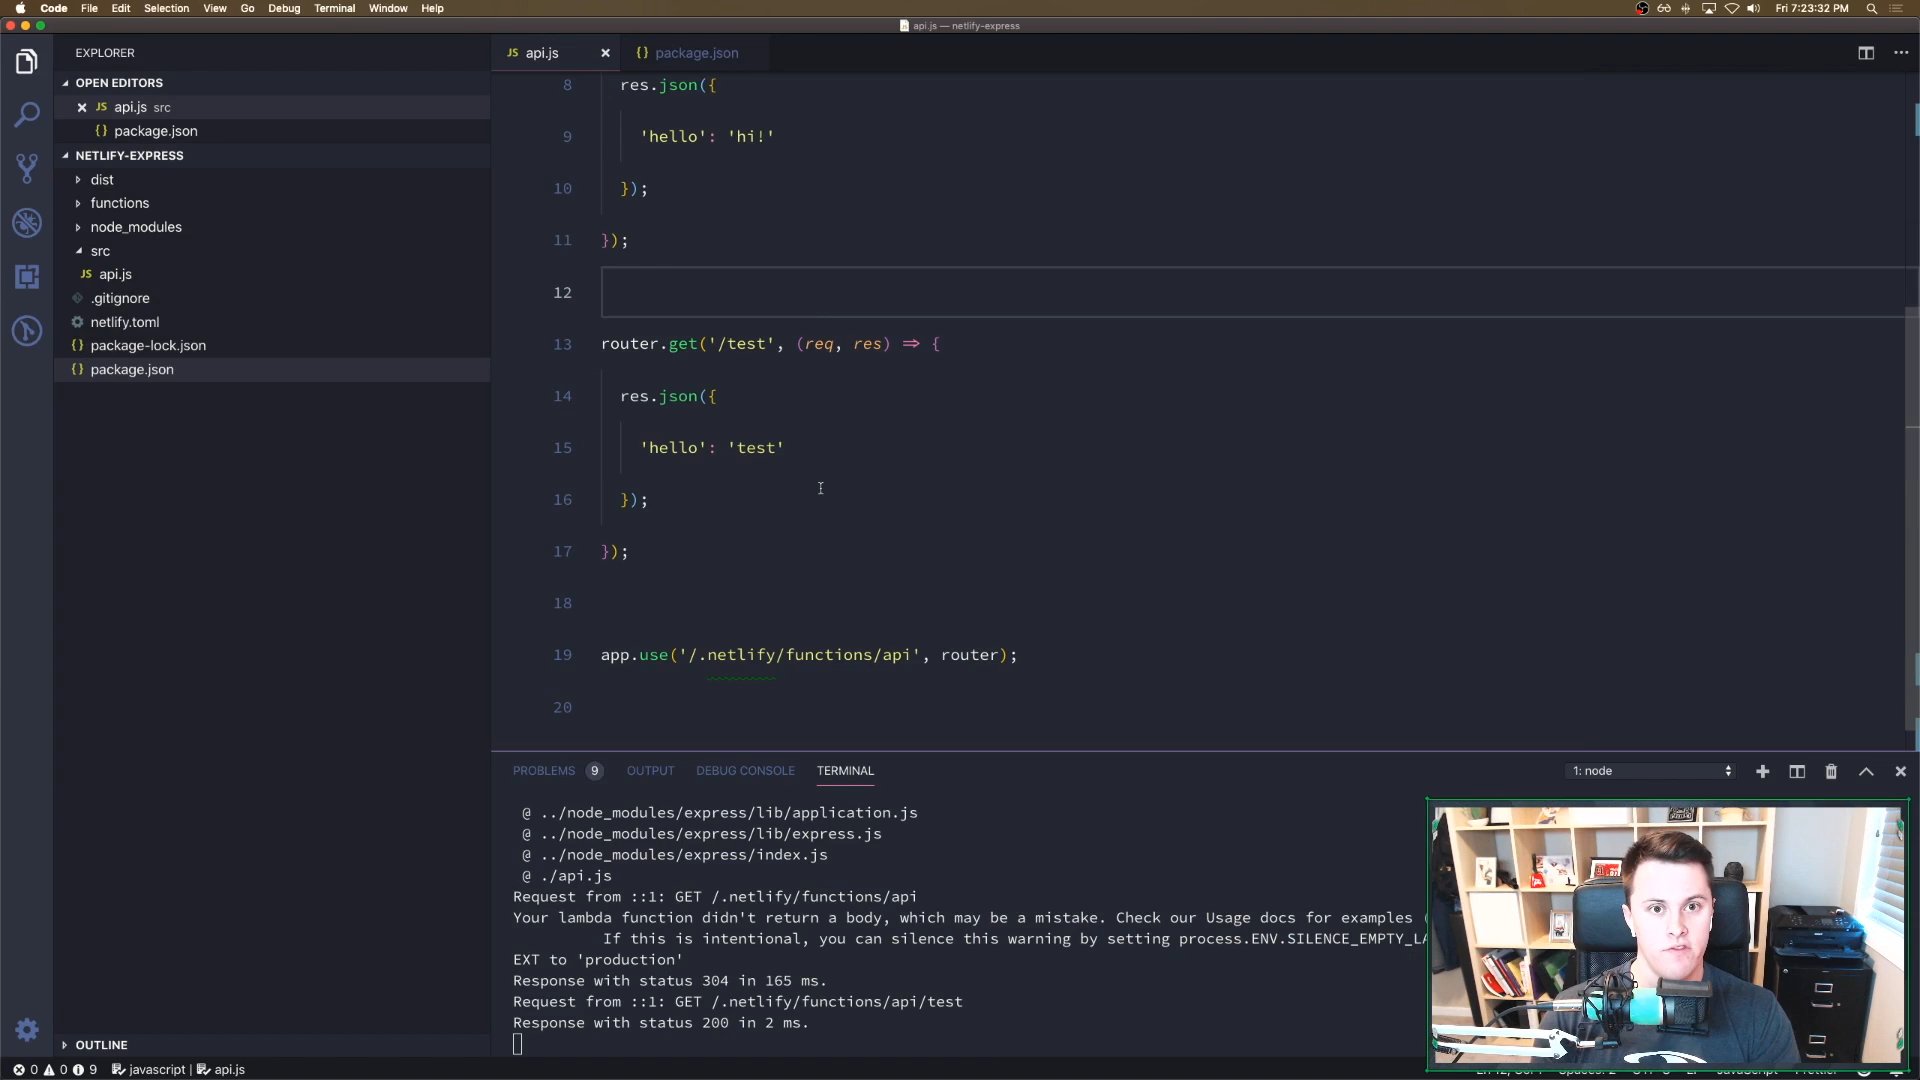 Code File Edit Selection View Go Debug Terminal Window Help
Fri 7:23:32 PM
api.js — netlify-express
EXPLORER
OPEN EDITORS
JS api.js src
{} package.json
NETLIFY-EXPRESS
dist
functions
node_modules
src
JS api.js
.gitignore
netlify.toml
{} package-lock.json
{} package.json
OUTLINE
JS api.js
{} package.json
8 res.json({
9 'hello': 'hi!'
10 });
11 });
12
13 router.get('/test', (req, res) => {
14 res.json({
15 'hello': 'test'
16 });
17 });
18
19 app.use('/.netlify/functions/api', router);
20
PROBLEMS 9 OUTPUT DEBUG CONSOLE TERMINAL
1: node
@ ../node_modules/express/lib/application.js
@ ../node_modules/express/lib/express.js
@ ../node_modules/express/index.js
@ ./api.js
Request from ::1: GET /.netlify/functions/api
Your lambda function didn't return a body, which may be a mistake. Check our Usage docs for examples (
If this is intentional, you can silence this warning by setting process.ENV.SILENCE_EMPTY_LA
EXT to 'production'
Response with status 304 in 165 ms.
Request from ::1: GET /.netlify/functions/api/test
Response with status 200 in 2 ms.
0 0 9 javascript | api.js